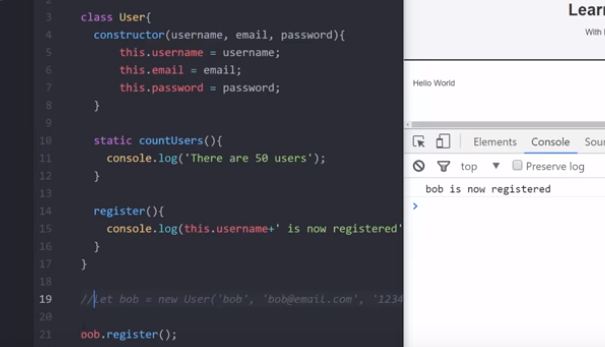 3 class User{
4 constructor(username, email, password){
5 this.username = username;
6 this.email = email;
7 this.password = password;
8 }
9
10 static countUsers(){
11 console.log('There are 50 users');
12 }
13
14 register(){
15 console.log(this.username+' is now registered'
16 }
17 }
18
19 //let bob = new User('bob', 'bob@email.com', '1234
20
21 bob.register();
Lear
With
Hello World
Elements Console Sour
top Preserve log
bob is now registered